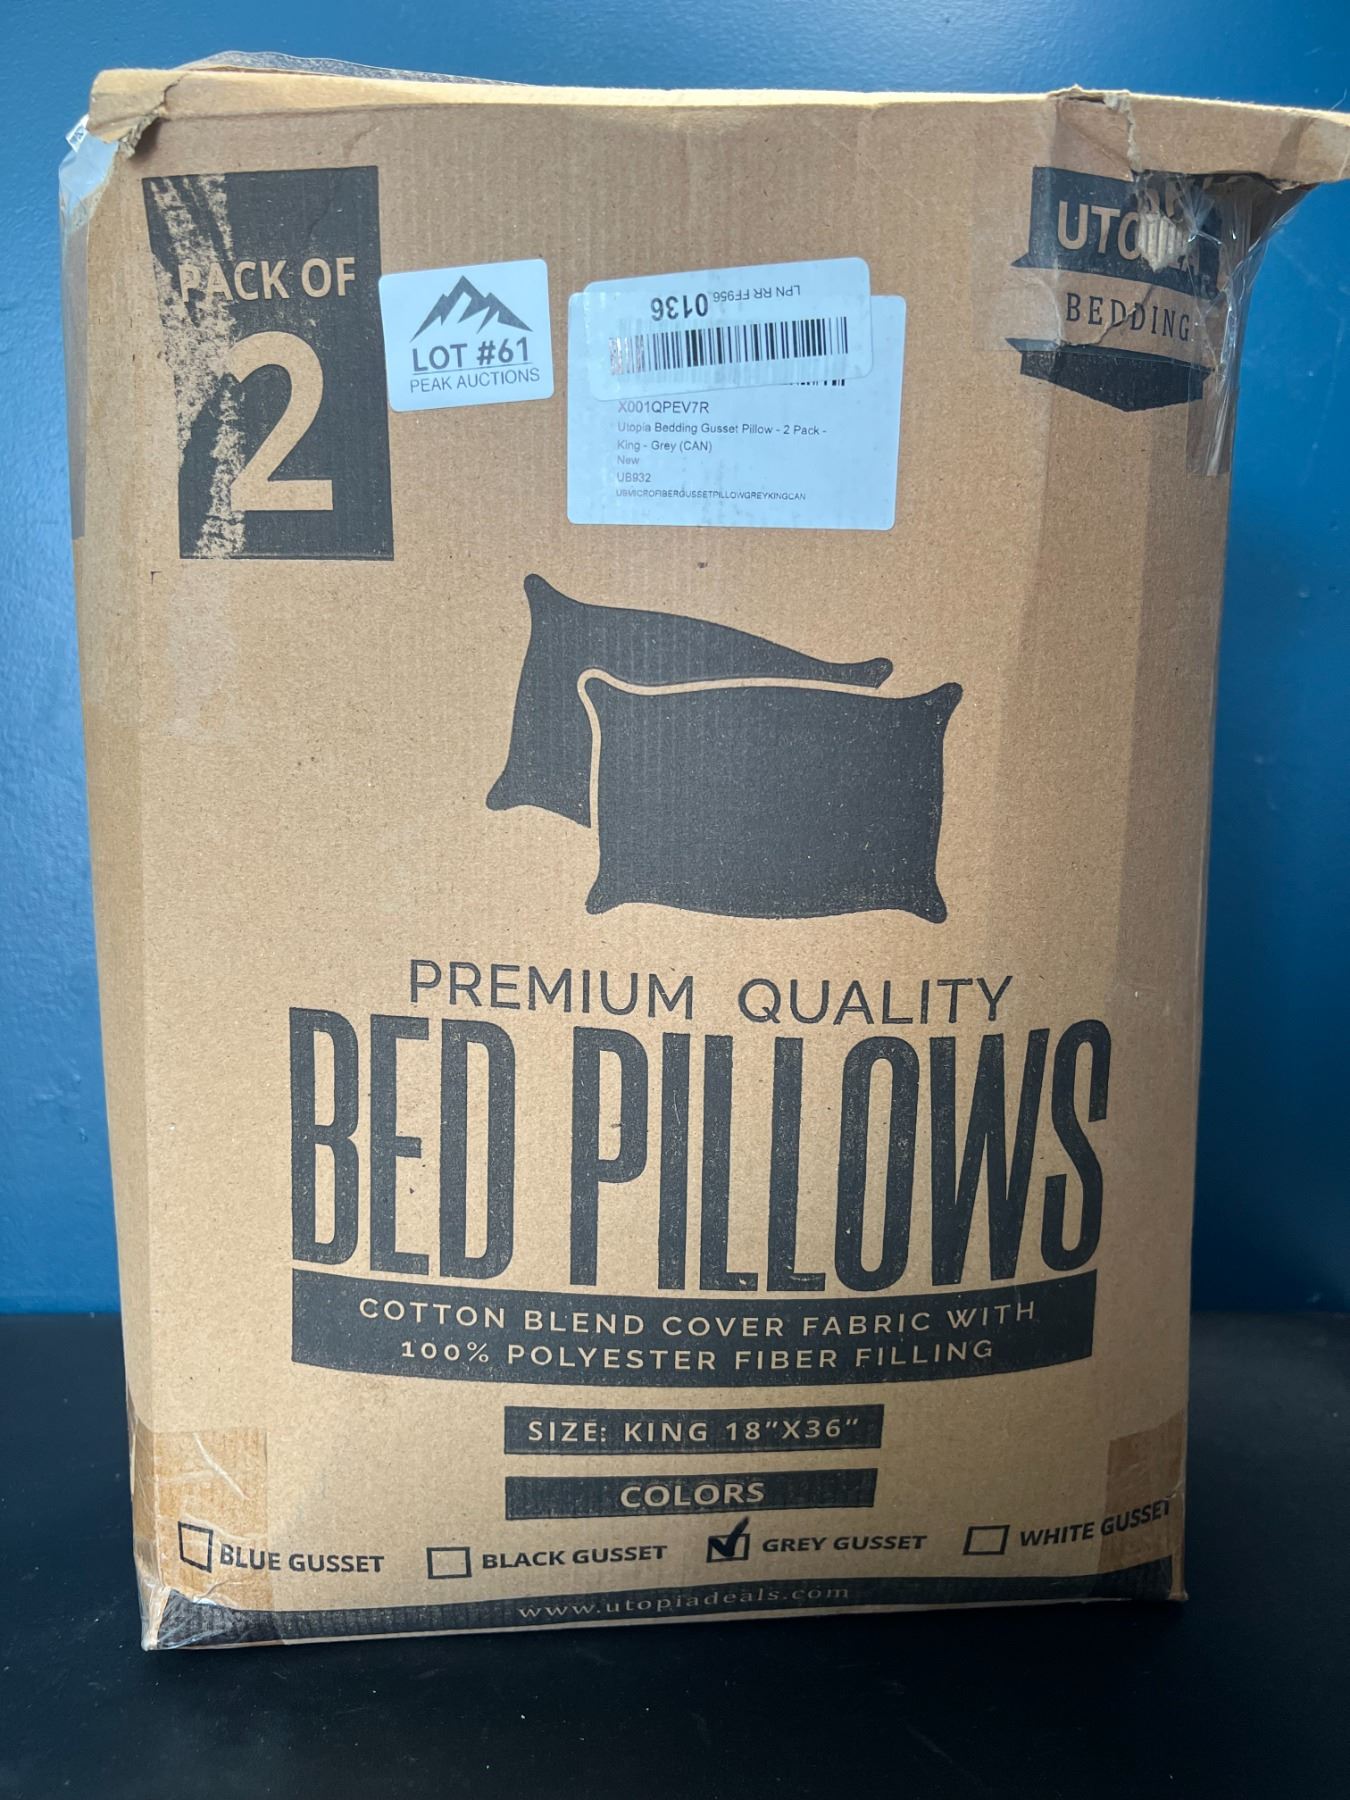 PACK OF
2
LOT #61
PEAK AUCTIONS
LPN RR FF956 0136
X001QPEV7R
Utopia Bedding Gusset Pillow - 2 Pack -
King - Grey (CAN)
New
UB932
UBMICROFIBERGUSSETPILLOWGREYKINGCAN
UTOPIA
BEDDING
PREMIUM QUALITY
BED PILLOWS
COTTON BLEND COVER FABRIC WITH
100% POLYESTER FIBER FILLING
SIZE: KING 18"X36"
COLORS
BLUE GUSSET BLACK GUSSET GREY GUSSET WHITE GUSSET
www.utopiadeals.com